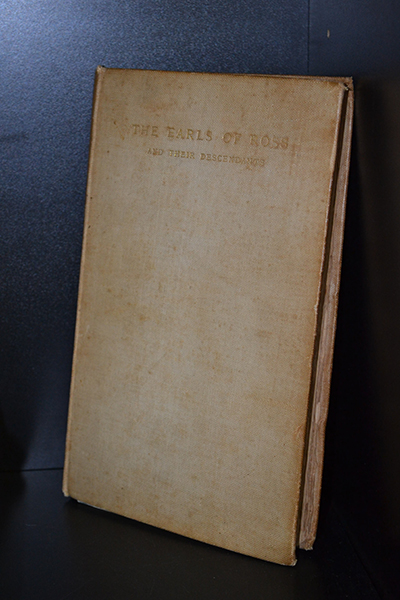 THE EARLS OF ROSS
AND THEIR DESCENDANTS